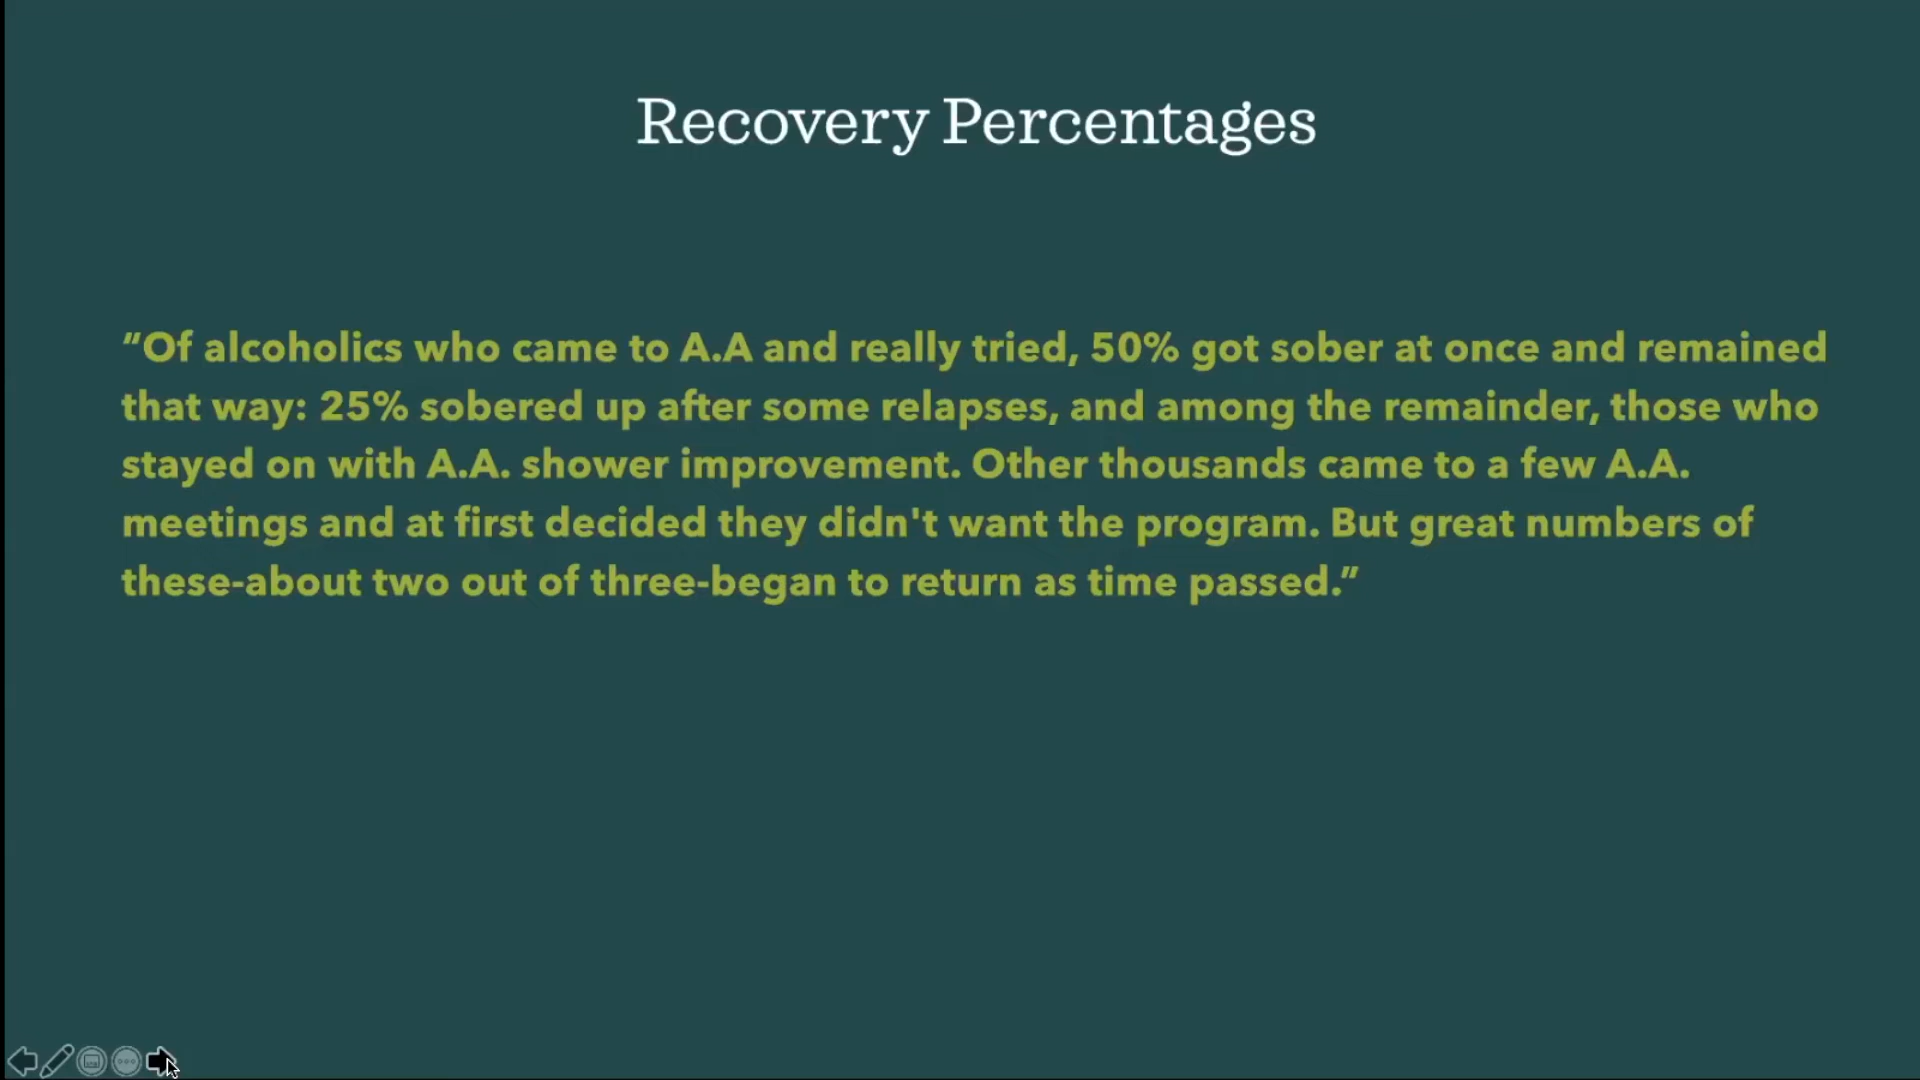 Recovery Percentages
“Of alcoholics who came to A.A and really tried, 50% got sober at once and remained
that way: 25% sobered up after some relapses, and among the remainder, those who
stayed on with A.A. shower improvement. Other thousands came to a few A.A.
meetings and at first decided they didn't want the program. But great numbers of
these-about two out of three-began to return as time passed.”